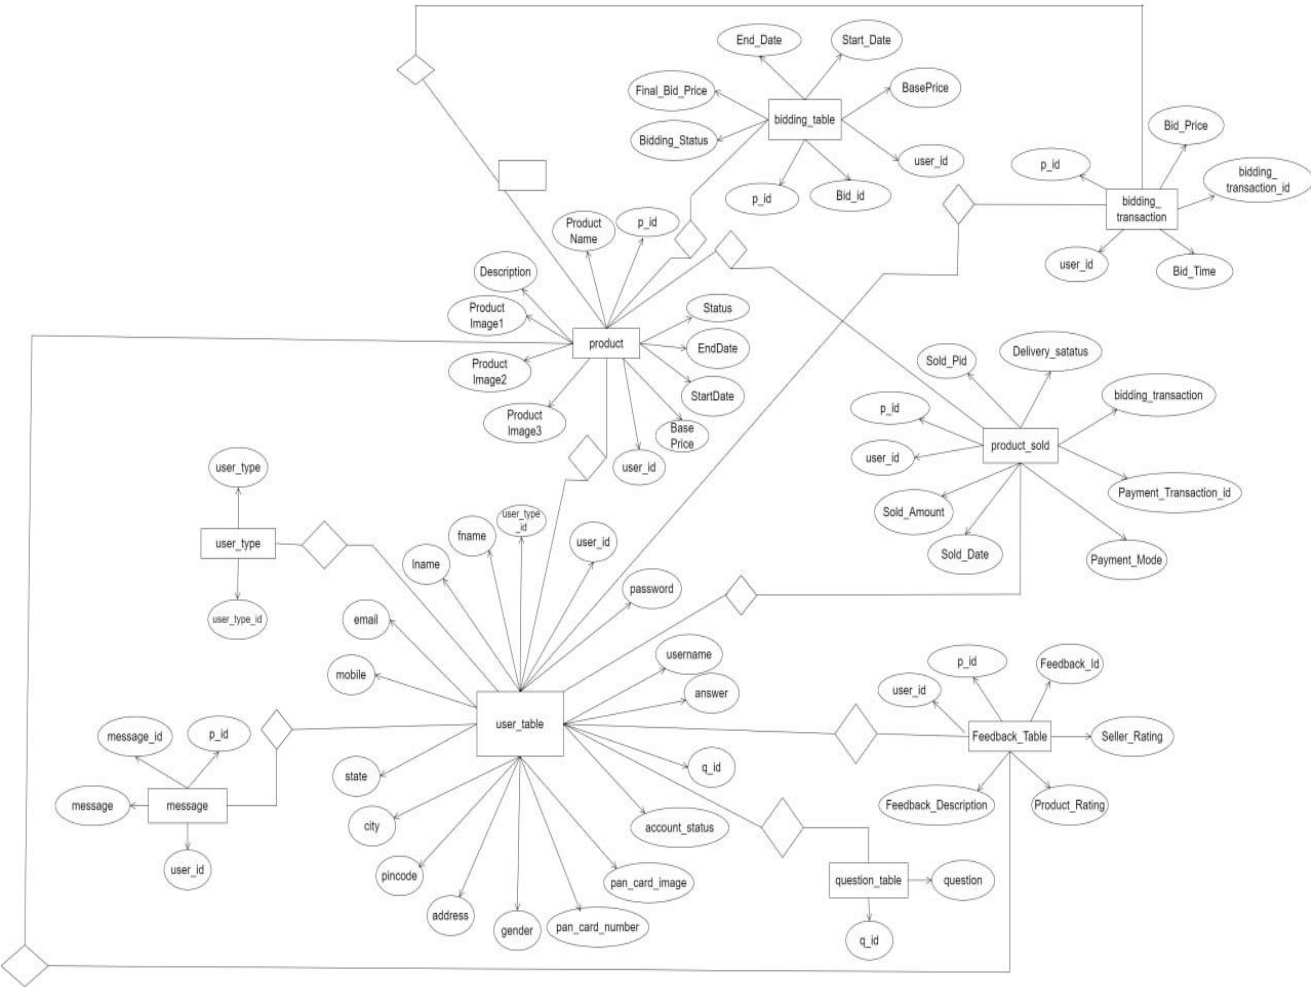 End_Date
Start_Date
Final_Bid_Price
BasePrice
bidding_table
Bidding_Status
user_id
p_id
Bid_id
Bid_Price
p_id
bidding_
transaction_id
bidding_
transaction
user_id
Bid_Time
Product
Name
p_id
Description
Product
Image1
Status
product
EndDate
Product
Image2
StartDate
Product
Image3
Base
Price
user_id
Sold_Pid
Delivery_satatus
p_id
bidding_transaction
product_sold
user_id
Payment_Transaction_id
Sold_Amount
Sold_Date
Payment_Mode
user_type
user_type
user_type_id
user_type
_id
fname
user_id
lname
password
email
mobile
username
answer
user_table
q_id
state
account_status
city
pincode
pan_card_image
address
gender
pan_card_number
message_id
p_id
message
message
user_id
p_id
Feedback_Id
user_id
Feedback_Table
Seller_Rating
Feedback_Description
Product_Rating
question_table
question
q_id